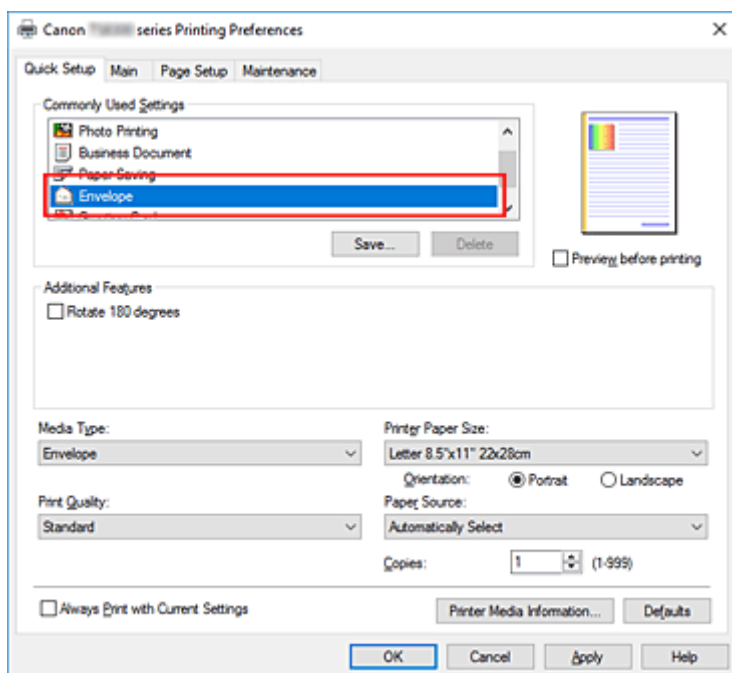 Canon series Printing Preferences
Quick Setup Main Page Setup Maintenance
Commonly Used Settings
Photo Printing
Business Document
Paper Saving
Envelope
Save... Delete
Preview before printing
Additional Features
Rotate 180 degrees
Media Type: Printer Paper Size:
Envelope Letter 8.5"x11" 22x28cm
Orientation: Portrait Landscape
Print Quality: Paper Source:
Standard Automatically Select
Copies: 1 (1-999)
Always Print with Current Settings Printer Media Information... Defaults
OK Cancel Apply Help